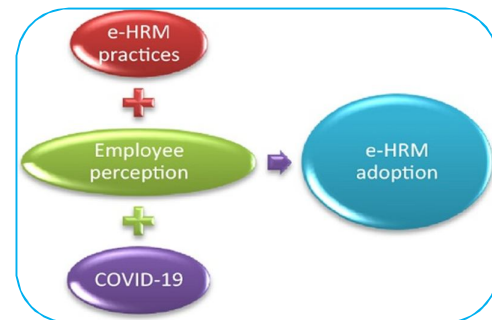 e-HRM
practices
Employee
perception
e-HRM
adoption
COVID-19